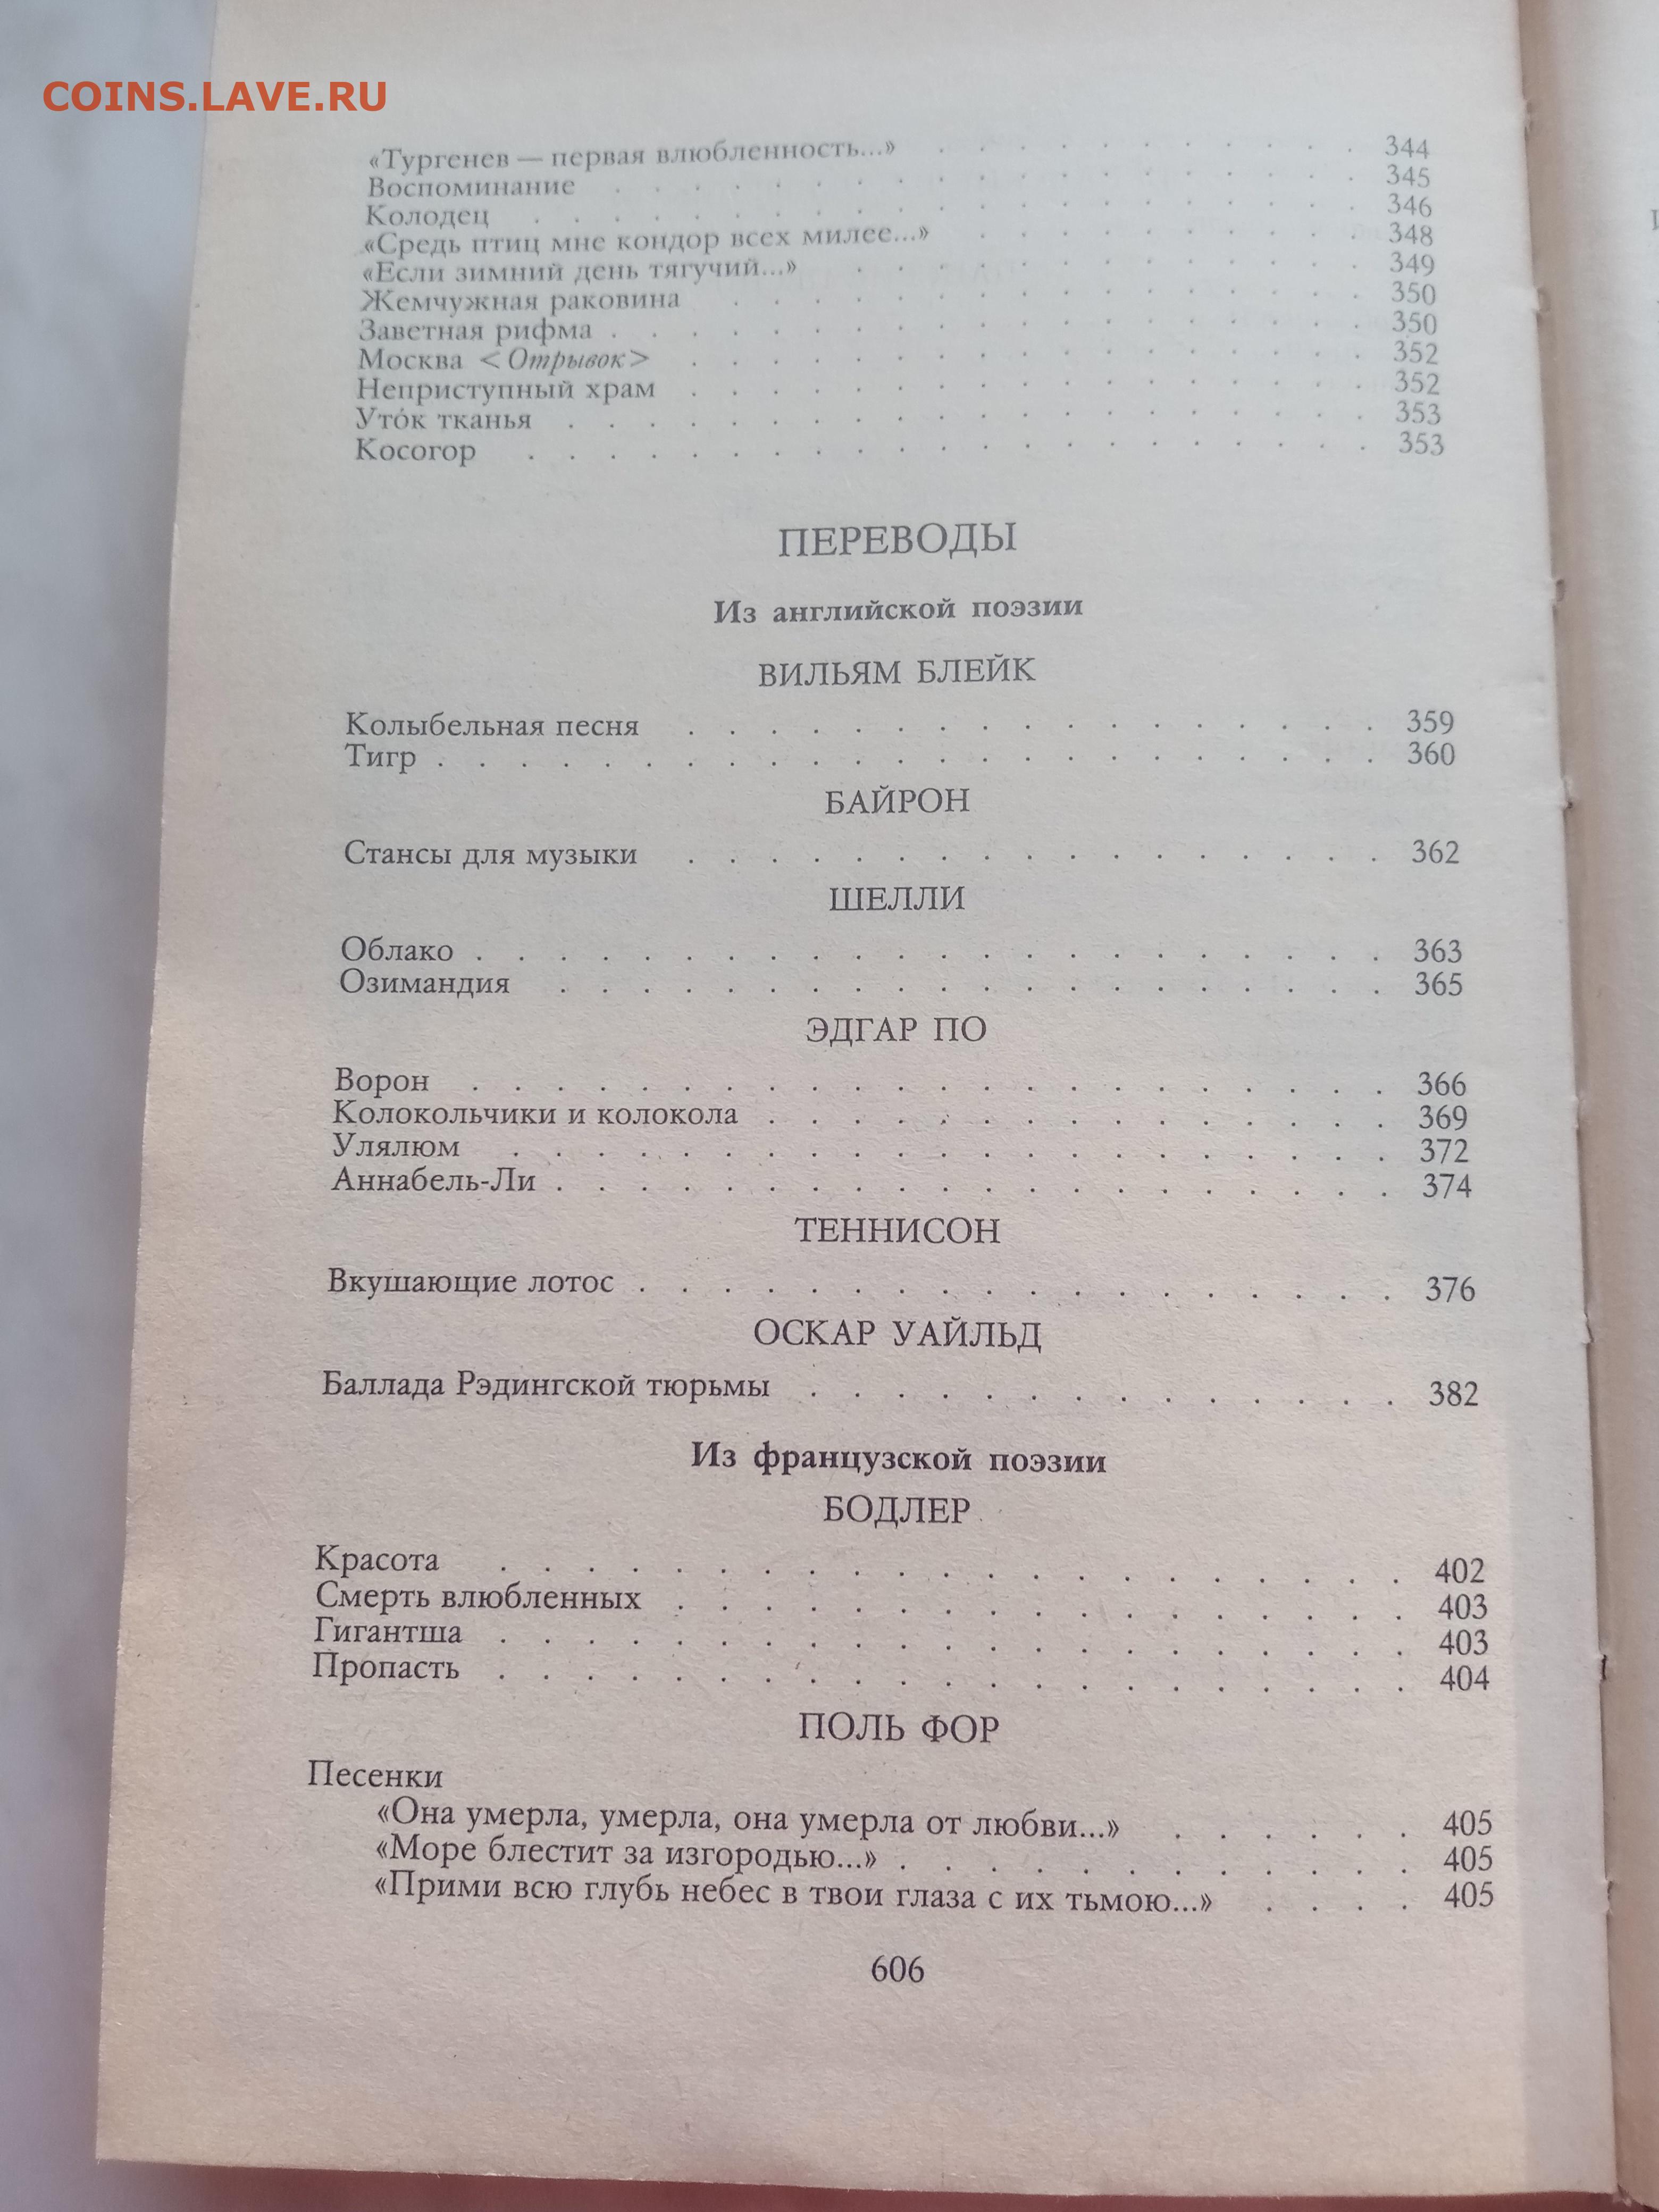 COINS.LAVE.RU
«Тургенев — первая влюбленность...» . . . . . . . . . . . 344
Воспоминание . . . . . . . . . . . . . . . . . . . 345
Колодец . . . . . . . . . . . . . . . . . . . . . 346
«Средь птиц мне кондор всех милее...» . . . . . . . . . . 348
«Если зимний день тягучий...» . . . . . . . . . . . . . 349
Жемчужная раковина . . . . . . . . . . . . . . . . 350
Заветная рифма . . . . . . . . . . . . . . . . . . . 350
Москва <Отрывок> . . . . . . . . . . . . . . . . . 352
Неприступный храм . . . . . . . . . . . . . . . . . 352
Уто́к тканья . . . . . . . . . . . . . . . . . . . . 353
Косогор . . . . . . . . . . . . . . . . . . . . . 353
ПЕРЕВОДЫ
Из английской поэзии
ВИЛЬЯМ БЛЕЙК
Колыбельная песня . . . . . . . . . . . . . . . . . 359
Тигр . . . . . . . . . . . . . . . . . . . . . . . 360
БАЙРОН
Стансы для музыки . . . . . . . . . . . . . . . . . 362
ШЕЛЛИ
Облако . . . . . . . . . . . . . . . . . . . . . . 363
Озимандия . . . . . . . . . . . . . . . . . . . . 365
ЭДГАР ПО
Ворон . . . . . . . . . . . . . . . . . . . . . . 366
Колокольчики и колокола . . . . . . . . . . . . . . . 369
Улялюм . . . . . . . . . . . . . . . . . . . . . 372
Аннабель-Ли . . . . . . . . . . . . . . . . . . . . 374
ТЕННИСОН
Вкушающие лотос . . . . . . . . . . . . . . . . . . 376
ОСКАР УАЙЛЬД
Баллада Рэдингской тюрьмы . . . . . . . . . . . . . . 382
Из французской поэзии
БОДЛЕР
Красота . . . . . . . . . . . . . . . . . . . . . 402
Смерть влюбленных . . . . . . . . . . . . . . . . . 403
Гигантша . . . . . . . . . . . . . . . . . . . . . 403
Пропасть . . . . . . . . . . . . . . . . . . . . . 404
ПОЛЬ ФОР
Песенки
«Она умерла, умерла, она умерла от любви...» . . . . . . 405
«Море блестит за изгородью...» . . . . . . . . . . . . 405
«Прими всю глубь небес в твои глаза с их тьмою...» . . . . 405
606